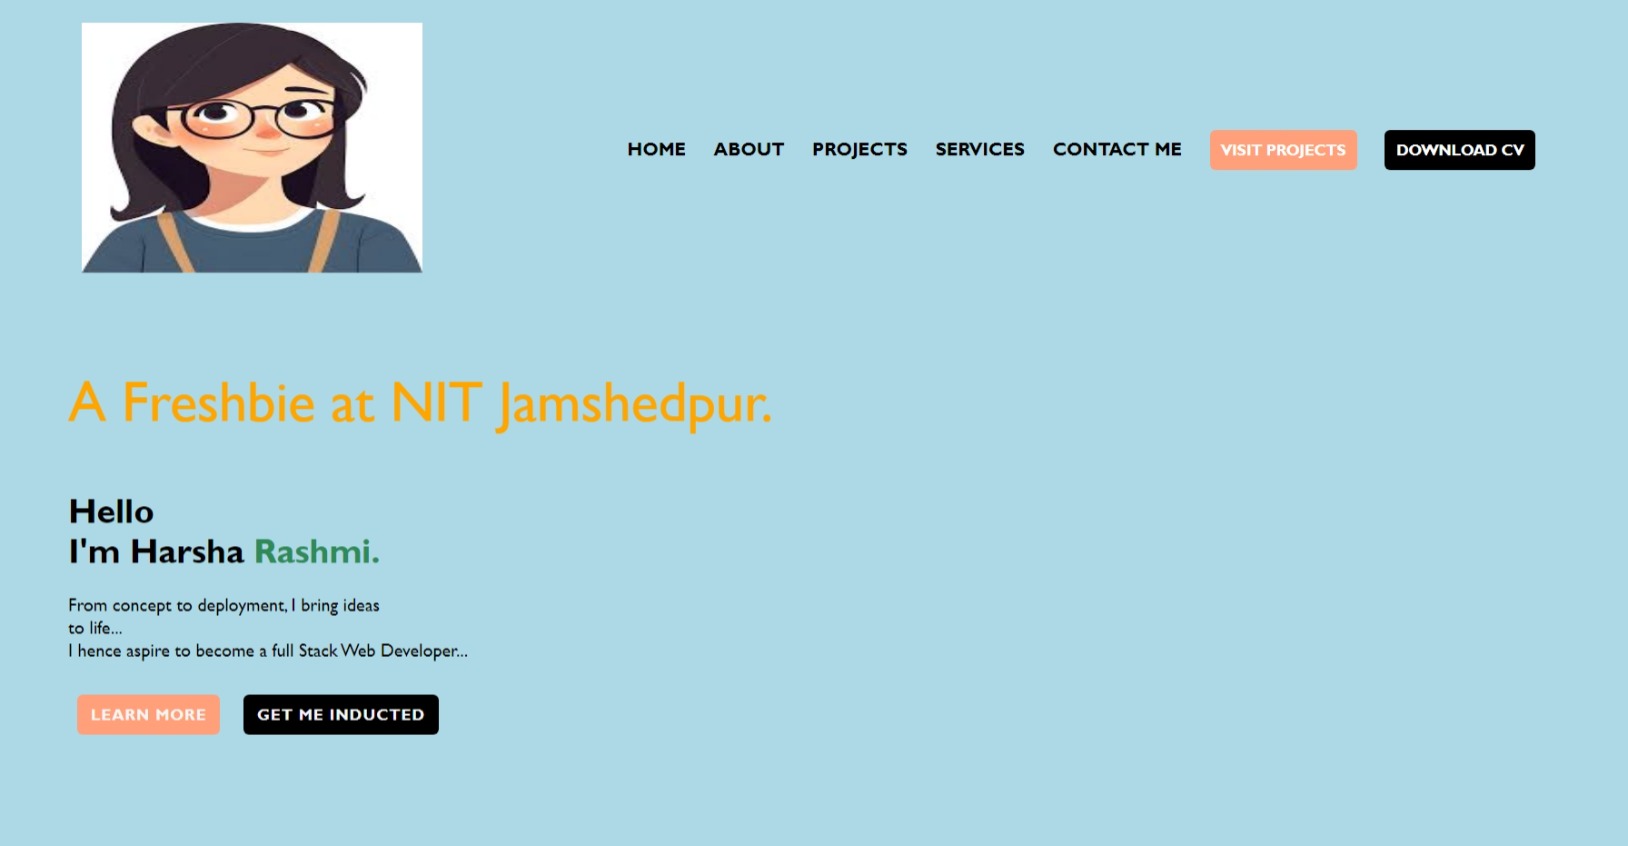 HOME ABOUT PROJECTS SERVICES CONTACT ME VISIT PROJECTS DOWNLOAD CV
A Freshbie at NIT Jamshedpur.
Hello
I'm Harsha Rashmi.
From concept to deployment, I bring ideas
to life...
I hence aspire to become a full Stack Web Developer...
LEARN MORE GET ME INDUCTED